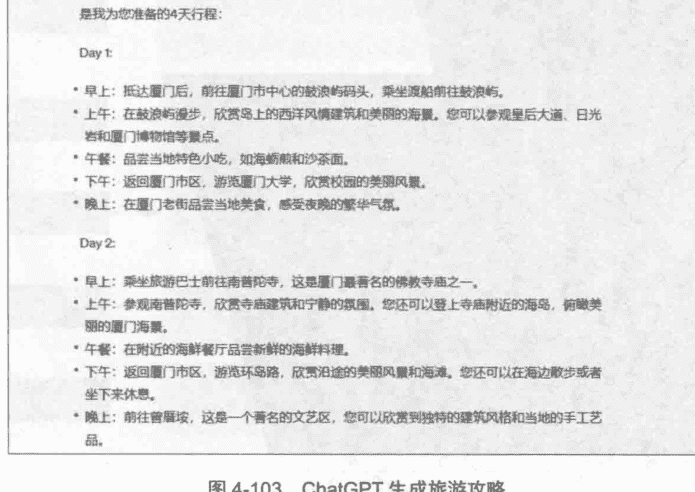 是我为您准备的4天行程：
Day 1:
• 早上：抵达厦门后，前往厦门市中心的鼓浪屿码头，乘坐渡船前往鼓浪屿。
• 上午：在鼓浪屿漫步，欣赏岛上的西洋风情建筑和美丽的海景。您可以参观皇后大道、日光
岩和厦门博物馆等景点。
• 午餐：品尝当地特色小吃，如海蛎煎和沙茶面。
• 下午：返回厦门市区，游览厦门大学，欣赏校园的美丽风景。
• 晚上：在厦门老街品尝当地美食，感受夜晚的繁华气氛。
Day 2:
• 早上：乘坐旅游巴士前往南普陀寺，这是厦门最著名的佛教寺庙之一。
• 上午：参观南普陀寺，欣赏寺庙建筑和宁静的氛围。您还可以登上寺庙附近的海岛，俯瞰美
丽的厦门海景。
• 午餐：在附近的海鲜餐厅品尝新鲜的海鲜料理。
• 下午：返回厦门市区，游览环岛路，欣赏沿途的美丽风景和海滩。您还可以在海边散步或者
坐下来休息。
• 晚上：前往曾厝垵，这是一个著名的文艺区，您可以欣赏到独特的建筑风格和当地的手工艺
品。
图 4-103 ChatGPT 生成旅游攻略